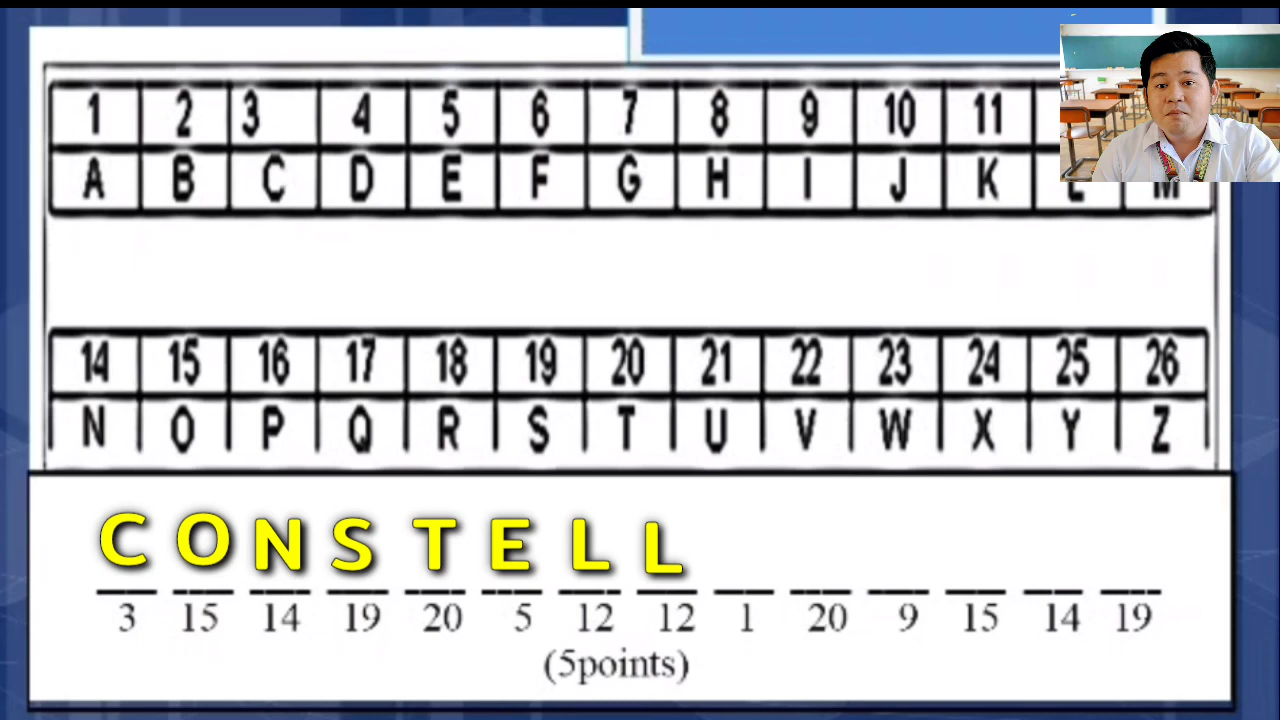 1 2 3 4 5 6 7 8 9 10 11
A B C D E F G H I J K L M
14 15 16 17 18 19 20 21 22 23 24 25 26
N O P Q R S T U V W X Y Z
C O N S T E L L
3 15 14 19 20 5 12 12 1 20 9 15 14 19
(5points)